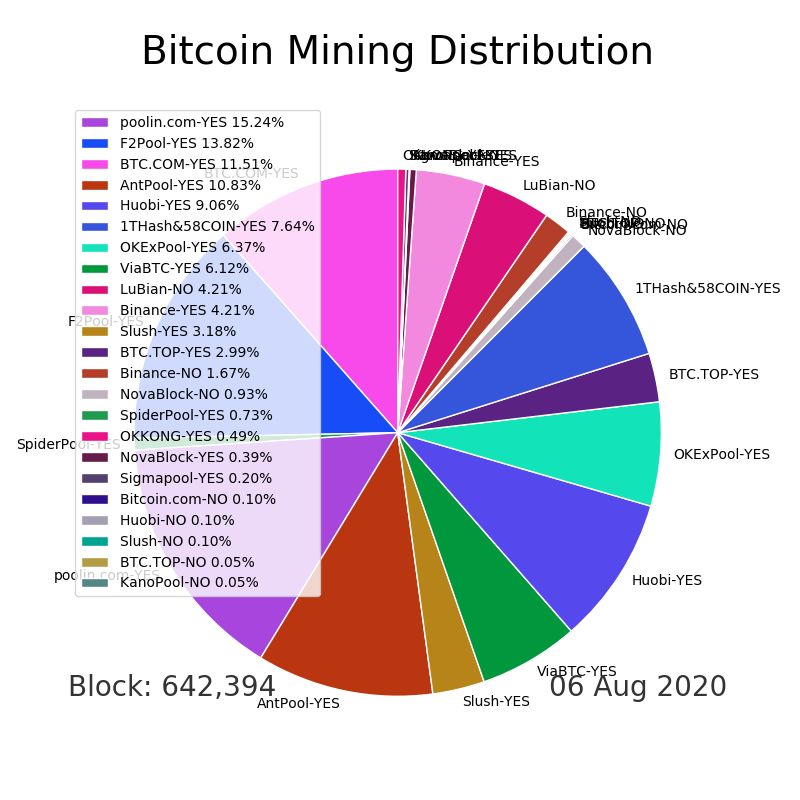 Bitcoin Mining Distribution
poolin.com-YES 15.24%
F2Pool-YES 13.82%
BTC.COM-YES 11.51%
AntPool-YES 10.83%
Huobi-YES 9.06%
1THash&58COIN-YES 7.64%
OKExPool-YES 6.37%
ViaBTC-YES 6.12%
LuBian-NO 4.21%
Binance-YES 4.21%
Slush-YES 3.18%
BTC.TOP-YES 2.99%
Binance-NO 1.67%
NovaBlock-NO 0.93%
SpiderPool-YES 0.73%
OKKONG-YES 0.49%
NovaBlock-YES 0.39%
Sigmapool-YES 0.20%
Bitcoin.com-NO 0.10%
Huobi-NO 0.10%
Slush-NO 0.10%
BTC.TOP-NO 0.05%
KanoPool-NO 0.05%
BTC.COM-YES
F2Pool-YES
SpiderPool-YES
poolin.com-YES
AntPool-YES
Slush-YES
ViaBTC-YES
Huobi-YES
OKExPool-YES
BTC.TOP-YES
1THash&58COIN-YES
NovaBlock-NO
Binance-NO
LuBian-NO
Binance-YES
Block: 642,394
06 Aug 2020